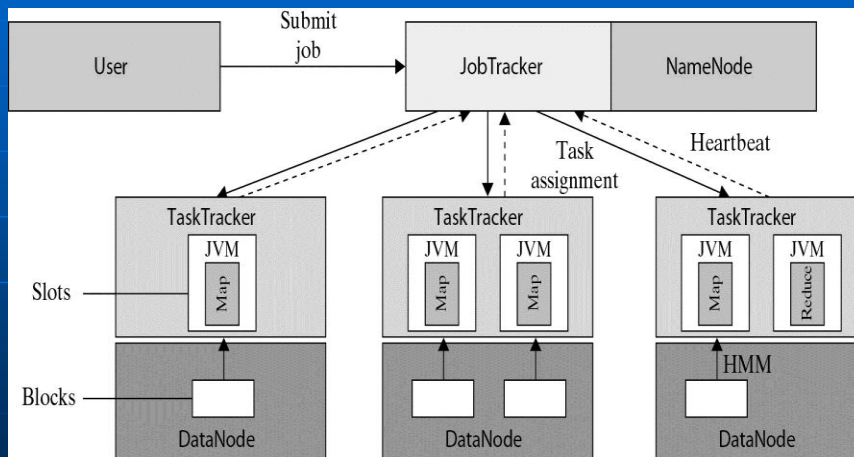 Submit
job
User
JobTracker
NameNode
Heartbeat
Task
assignment
TaskTracker
TaskTracker
TaskTracker
JVM
JVM
JVM
JVM
JVM
Slots
Map
Map
Map
Map
Reduce
HMM
Blocks
DataNode
DataNode
DataNode